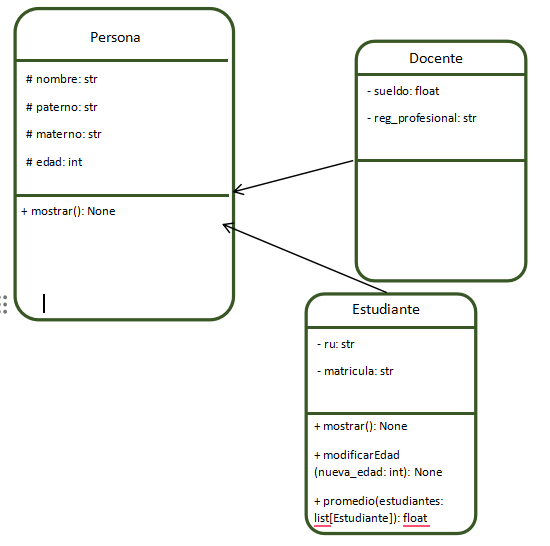 Persona
# nombre: str
# paterno: str
# materno: str
# edad: int
+ mostrar(): None
Docente
- sueldo: float
- reg_profesional: str
Estudiante
- ru: str
- matricula: str
+ mostrar(): None
+ modificarEdad
(nueva_edad: int): None
+ promedio(estudiantes:
list[Estudiante]): float